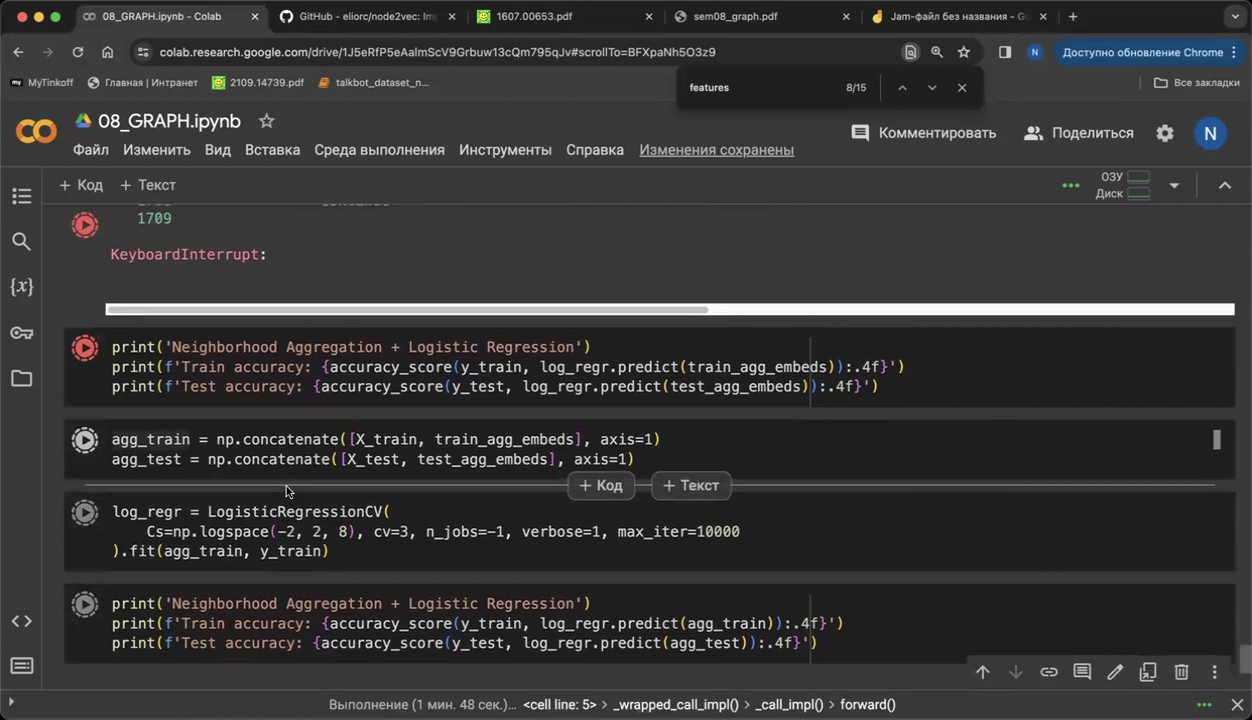 08_GRAPH.ipynb - Colab
GitHub - eliorc/node2vec: Im
1607.00653.pdf
sem08_graph.pdf
Jam-файл без названия - G
colab.research.google.com/drive/1J5eRfP5eAalmScV9Grbuw13cQm795qJv#scrollTo=BFXpaNh5O3z9
N
Доступно обновление Chrome
my MyTinkoff
Главная | Интранет
2109.14739.pdf
talkbot_dataset_n...
Все закладки
features
8/15
08_GRAPH.ipynb
Комментировать
Поделиться
N
Файл Изменить Вид Вставка Среда выполнения Инструменты Справка Изменения сохранены
+ Код + Текст
ОЗУ
Диск
1709
KeyboardInterrupt:
print('Neighborhood Aggregation + Logistic Regression')
print(f'Train accuracy: {accuracy_score(y_train, log_regr.predict(train_agg_embeds)):.4f}')
print(f'Test accuracy: {accuracy_score(y_test, log_regr.predict(test_agg_embeds)):.4f}')
agg_train = np.concatenate([X_train, train_agg_embeds], axis=1)
agg_test = np.concatenate([X_test, test_agg_embeds], axis=1)
+ Код + Текст
log_regr = LogisticRegressionCV(
Cs=np.logspace(-2, 2, 8), cv=3, n_jobs=-1, verbose=1, max_iter=10000
).fit(agg_train, y_train)
print('Neighborhood Aggregation + Logistic Regression')
print(f'Train accuracy: {accuracy_score(y_train, log_regr.predict(agg_train)):.4f}')
print(f'Test accuracy: {accuracy_score(y_test, log_regr.predict(agg_test)):.4f}')
Выполнение (1 мин. 48 сек.)... <cell line: 5> > _wrapped_call_impl() > _call_impl() > forward()